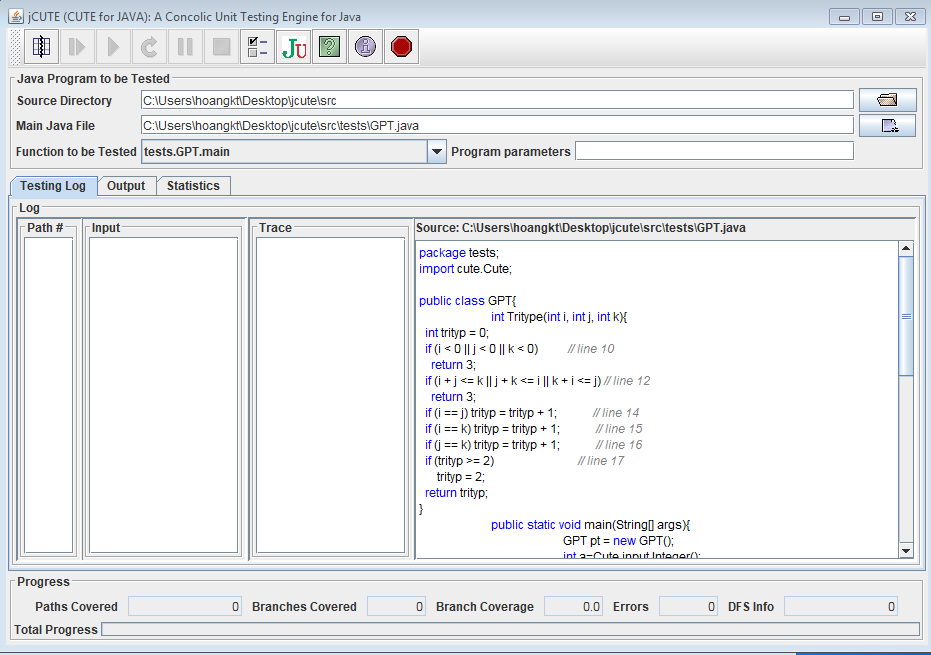 jCUTE (CUTE for JAVA): A Concolic Unit Testing Engine for Java
JU ? i
Java Program to be Tested
Source Directory C:\Users\hoangkt\Desktop\jcute\src
Main Java File C:\Users\hoangkt\Desktop\jcute\src\tests\GPT.java
Function to be Tested tests.GPT.main Program parameters
Testing Log Output Statistics
Log
Path # Input Trace Source: C:\Users\hoangkt\Desktop\jcute\src\tests\GPT.java
package tests;
import cute.Cute;
public class GPT{
int Tritype(int i, int j, int k){
int trityp = 0;
if (i < 0 || j < 0 || k < 0) // line 10
return 3;
if (i + j <= k || j + k <= i || k + i <= j) // line 12
return 3;
if (i == j) trityp = trityp + 1; // line 14
if (i == k) trityp = trityp + 1; // line 15
if (j == k) trityp = trityp + 1; // line 16
if (trityp >= 2) // line 17
trityp = 2;
return trityp;
}
public static void main(String[] args){
GPT pt = new GPT();
int a=Cute.input.Integer();
Progress
Paths Covered 0 Branches Covered 0 Branch Coverage 0.0 Errors 0 DFS Info 0
Total Progress